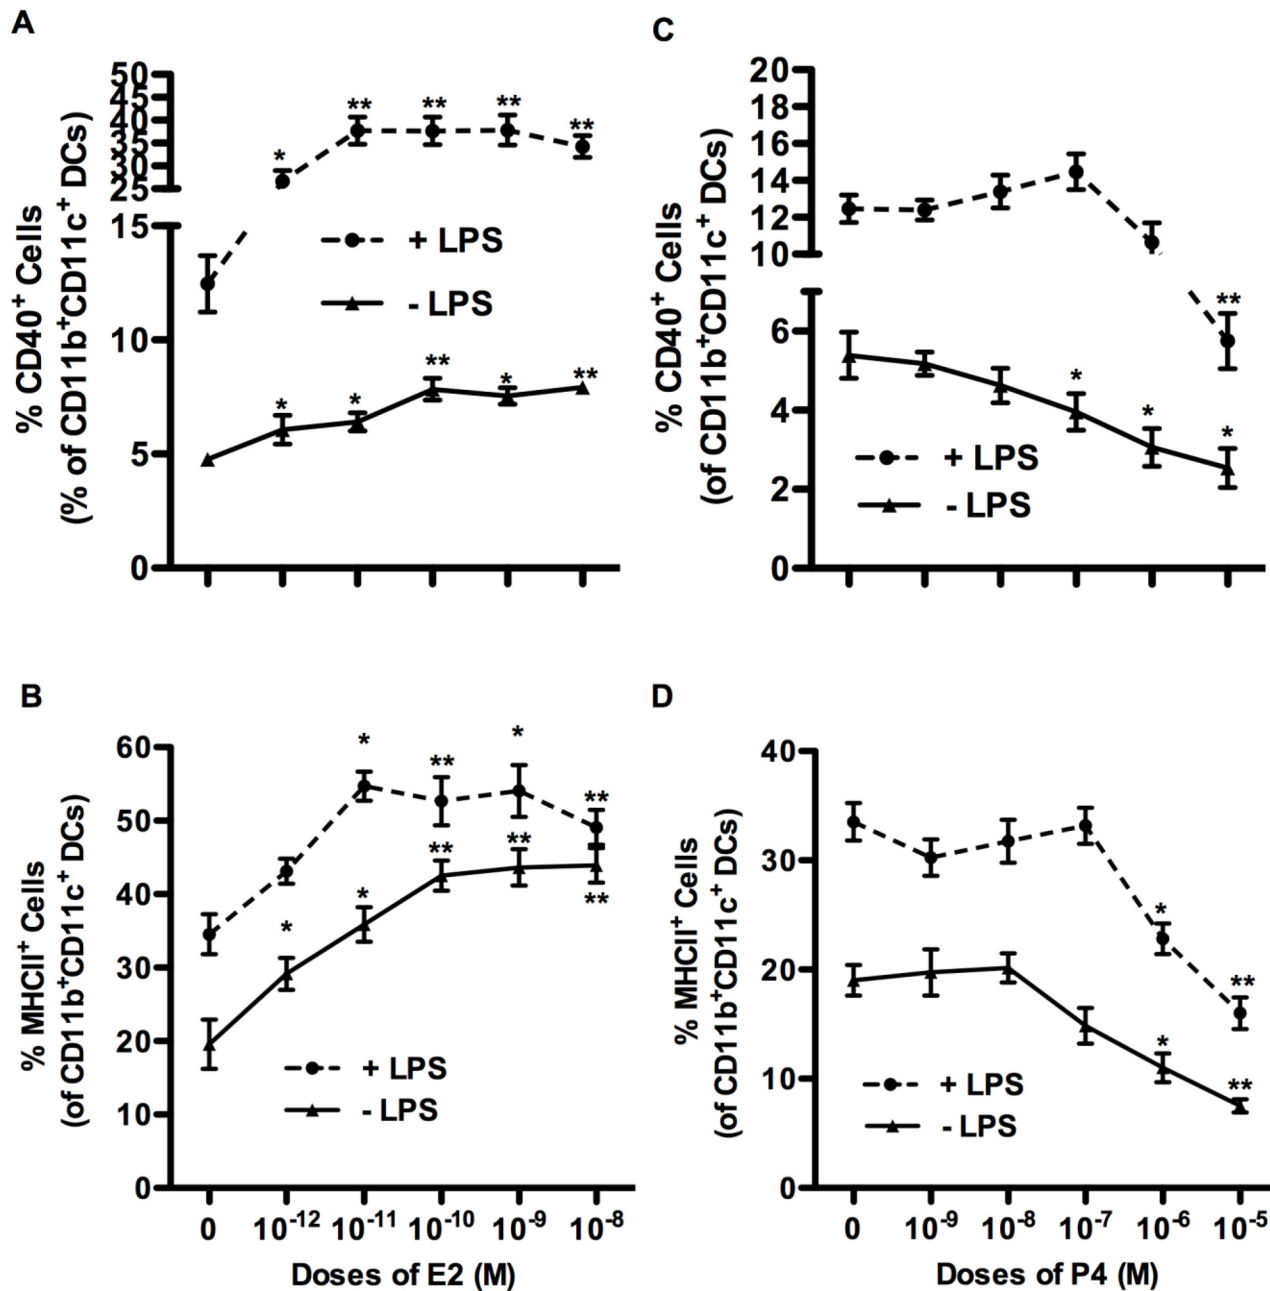 A
% CD40+ Cells
(% of CD11b+CD11c+ DCs)
50
45
40
35
30
25
15
10
5
0
*
**
**
**
**
+ LPS
- LPS
*
*
**
*
**
C
% CD40+ Cells
(of CD11b+CD11c+ DCs)
20
18
16
14
12
10
6
4
2
0
**
*
*
*
+ LPS
- LPS
B
% MHCII+ Cells
(of CD11b+CD11c+ DCs)
60
50
40
30
20
10
0
*
**
*
**
*
*
**
**
**
+ LPS
- LPS
0 10-12 10-11 10-10 10-9 10-8
Doses of E2 (M)
D
% MHCII+ Cells
(of CD11b+CD11c+ DCs)
40
30
20
10
0
*
**
*
**
+ LPS
- LPS
0 10-9 10-8 10-7 10-6 10-5
Doses of P4 (M)